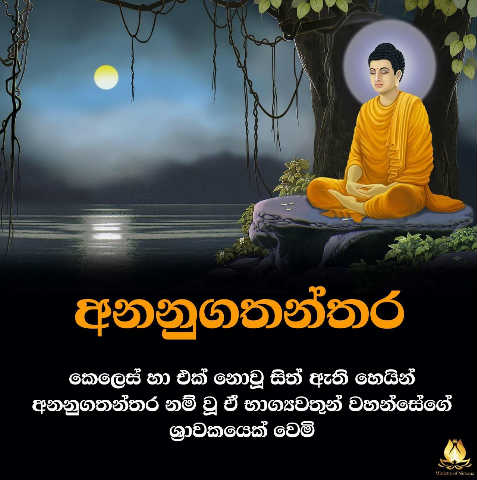 අනනුගතන්තර
කෙලෙස් හා එක් නොවූ සිත් ඇති හෙයින්
අනනුගතන්තර නම් වූ ඒ භාග්‍යවතුන් වහන්සේගේ
ශ්‍රාවකයෙක් වෙමි